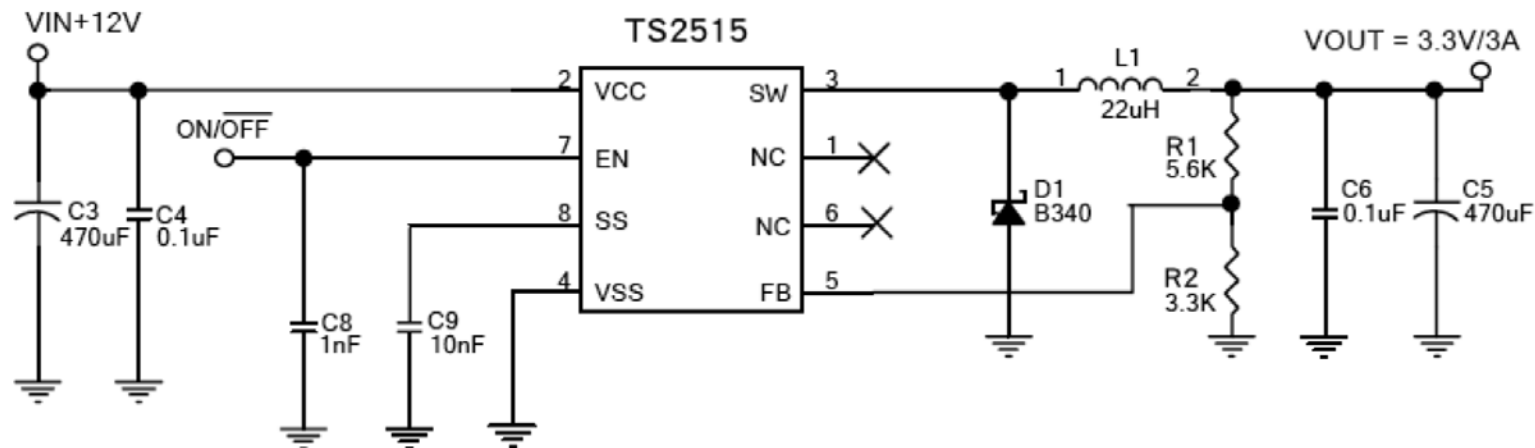 VIN+12V
TS2515
VOUT = 3.3V/3A
L1
1
2
22uH
2
VCC
SW
3
ON/OFF
7
EN
NC
1
R1
5.6K
C3
470uF
C4
0.1uF
8
SS
NC
6
D1
B340
C6
0.1uF
C5
470uF
4
VSS
FB
5
R2
3.3K
C8
1nF
C9
10nF